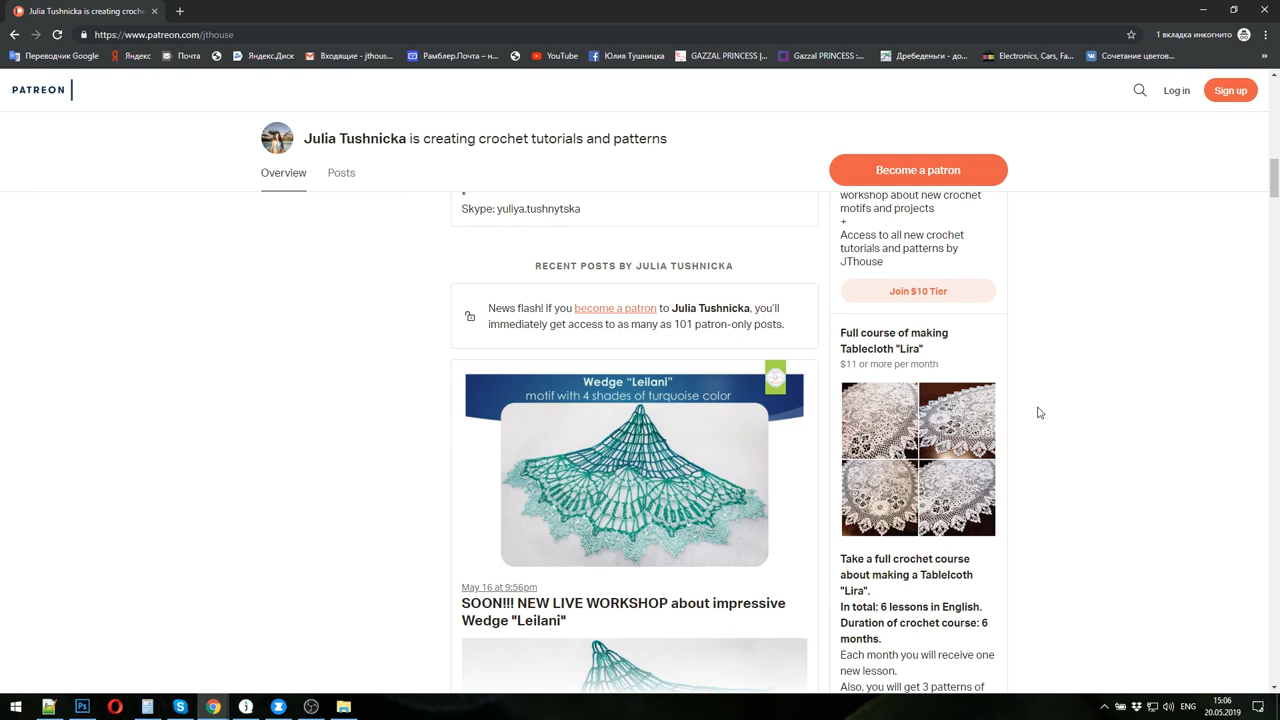 Julia Tushnicka is creating croche
https://www.patreon.com/jthouse
1 вкладка инкогнито
Переводчик Google
Яндекс
Яндекс.Диск
Входящие - jthous...
Рамблер.Почта - C...
YouTube
Юлия Тушницка
GAZZAL PRINCESS |...
Gazzal PRINCESS :...
Дребеденьги - до...
Electronics, Cars, Fa...
Сочетание цветов...
»
PATREON
Log in
Sign up
Julia Tushnicka is creating crochet tutorials and patterns
Overview
Posts
Become a patron
*
Skype: yuliya.tushnytska
RECENT POSTS BY JULIA TUSHNICKA
News flash! If you become a patron to Julia Tushnicka, you'll
immediately get access to as many as 101 patron-only posts.
Wedge "Leilani"
motif with 4 shades of turquoise color
May 16 at 9:56pm
SOON!!! NEW LIVE WORKSHOP about impressive
Wedge "Leilani"
workshop about new crochet
motifs and projects
+
Access to all new crochet
tutorials and patterns by
JThouse
Join $10 Tier
Full course of making
Tablecloth "Lira"
$11 or more per month
Take a full crochet course
about making a Tablelcoth
"Lira".
In total: 6 lessons in English.
Duration of crochet course: 6
months.
Each month you will receive one
new lesson.
Also, you will get 3 patterns of
ENG
15:06
20.05.2019